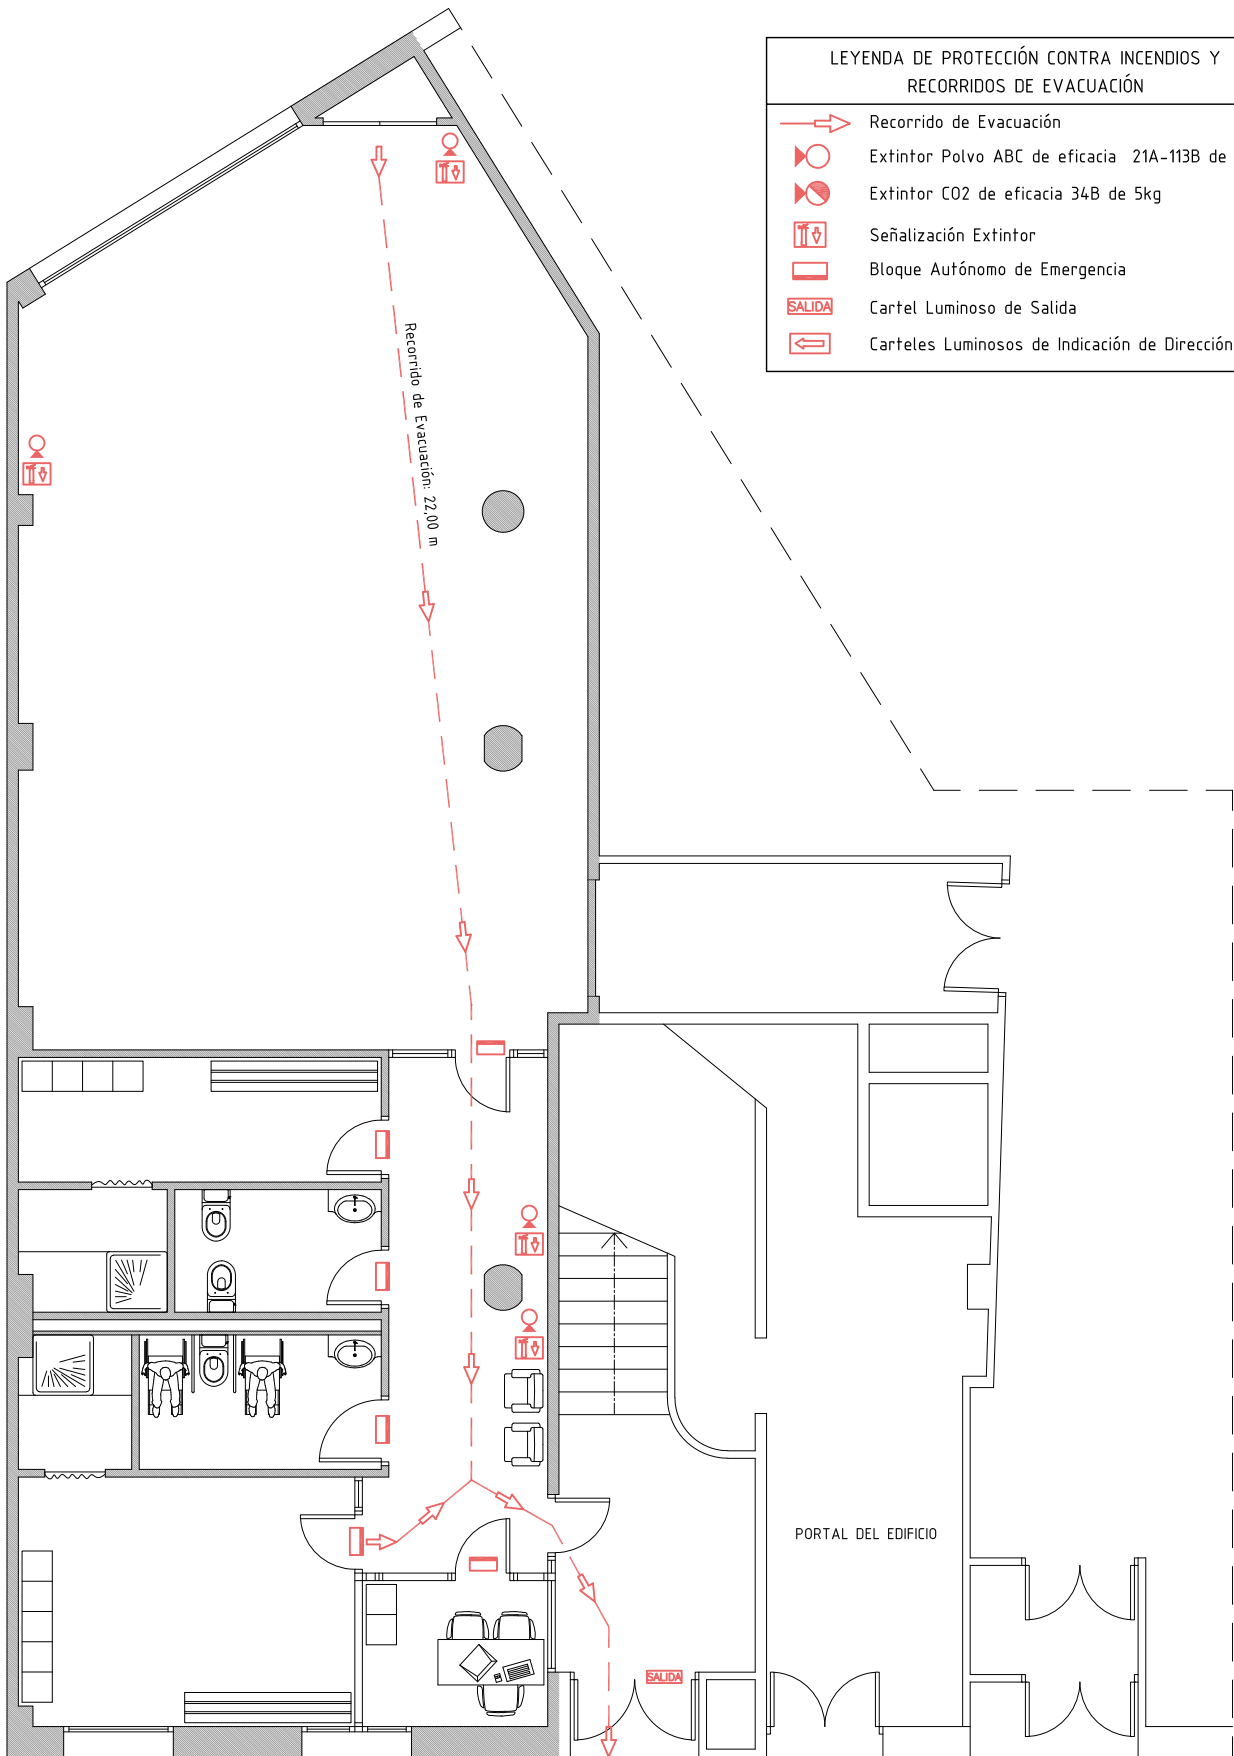 LEYENDA DE PROTECCIÓN CONTRA INCENDIOS Y
RECORRIDOS DE EVACUACIÓN
Recorrido de Evacuación
Extintor Polvo ABC de eficacia 21A-113B de
Extintor CO2 de eficacia 34B de 5kg
Señalización Extintor
Bloque Autónomo de Emergencia
SALIDA
Cartel Luminoso de Salida
Carteles Luminosos de Indicación de Dirección
Recorrido de Evacuación: 22,00 m
PORTAL DEL EDIFICIO
SALIDA